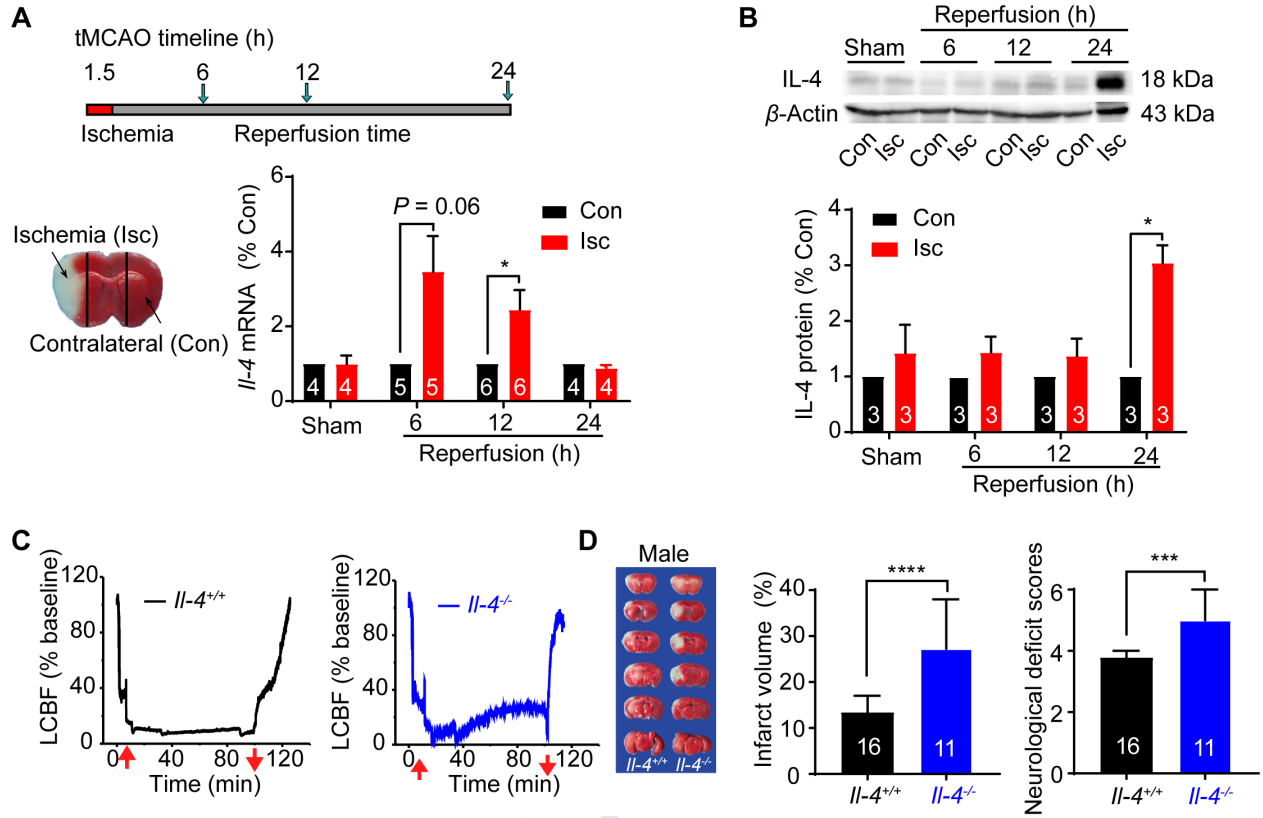 A
tMCAO timeline (h)
1.5 6 12 24
Ischemia Reperfusion time
Ischemia (Isc)
Contralateral (Con)
Il-4 mRNA (% Con)
6
4
2
0
P = 0.06
*
Con
Isc
4 4 5 5 6 6 4 4
Sham 6 12 24
Reperfusion (h)
B
Reperfusion (h)
Sham 6 12 24
IL-4 18 kDa
β-Actin 43 kDa
Con Isc Con Isc Con Isc Con Isc
IL-4 protein (% Con)
4
3
2
1
0
Con
Isc
*
3 3 3 3 3 3 3 3
Sham 6 12 24
Reperfusion (h)
C
LCBF (% baseline)
120
80
40
0
Il-4+/+
0 40 80 120
Time (min)
LCBF (% baseline)
120
80
40
0
Il-4-/-
0 40 80 120
Time (min)
D
Male
Il-4+/+ Il-4-/-
Infarct volume (%)
40
30
20
10
0
****
16 11
Il-4+/+ Il-4-/-
Neurological deficit scores
6
4
2
0
***
16 11
Il-4+/+ Il-4-/-